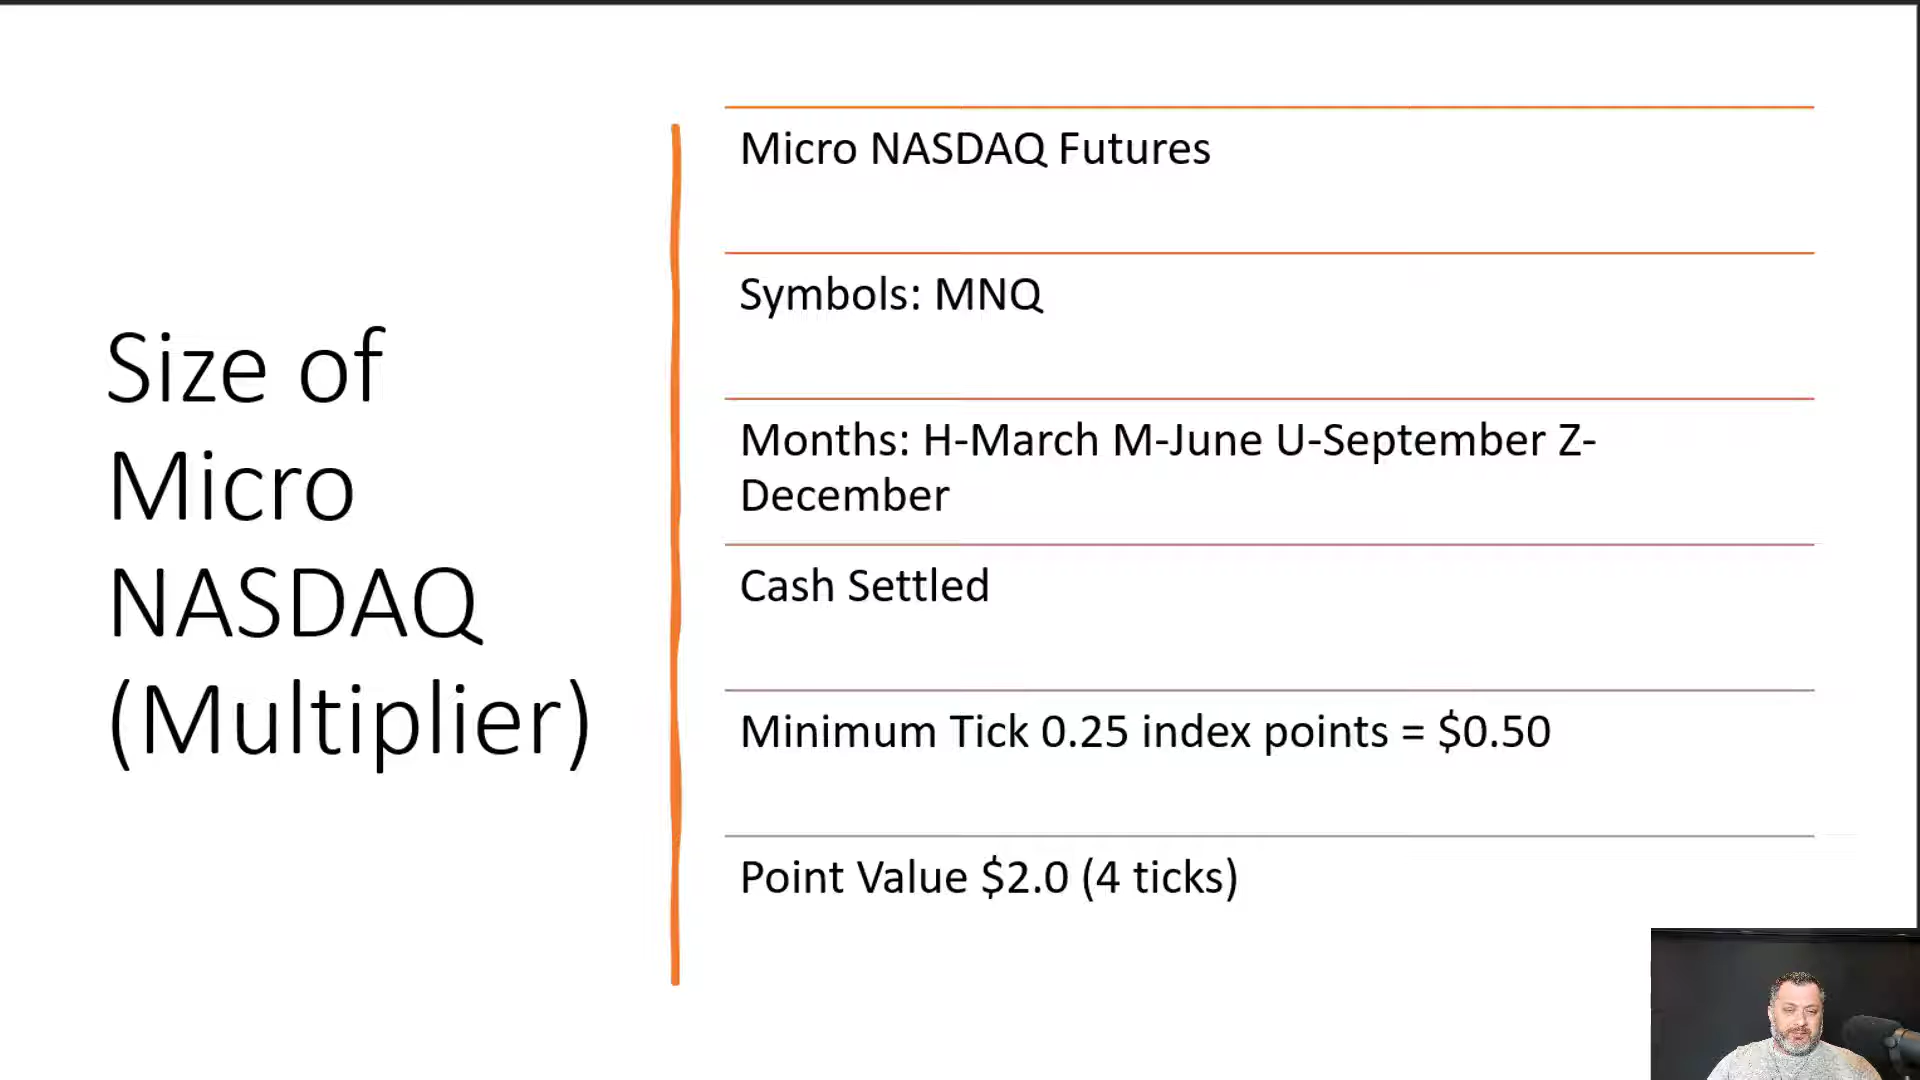 Size of
Micro
NASDAQ
(Multiplier)
Micro NASDAQ Futures
Symbols: MNQ
Months: H-March M-June U-September Z-
December
Cash Settled
Minimum Tick 0.25 index points = $0.50
Point Value $2.0 (4 ticks)